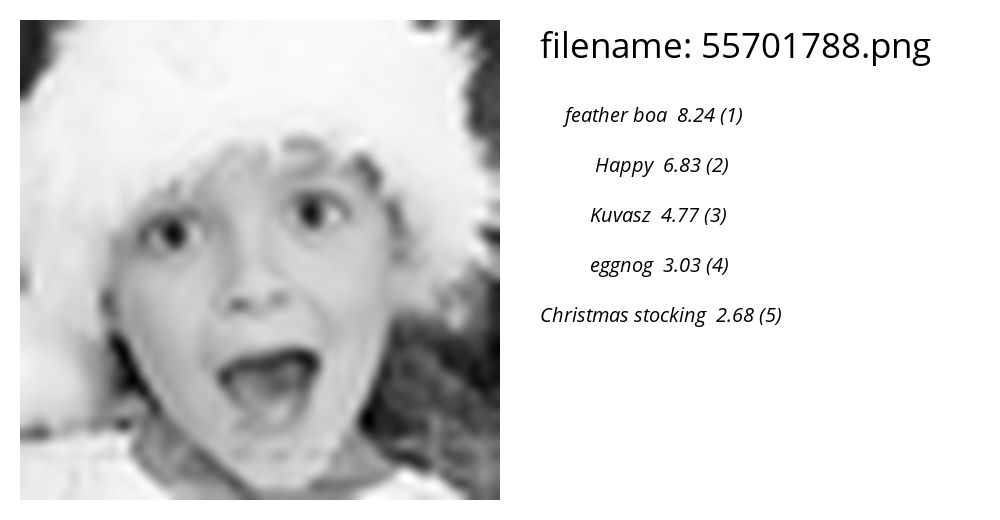 filename: 55701788.png
feather boa 8.24 (1)
Happy 6.83 (2)
Kuvasz 4.77 (3)
eggnog 3.03 (4)
Christmas stocking 2.68 (5)